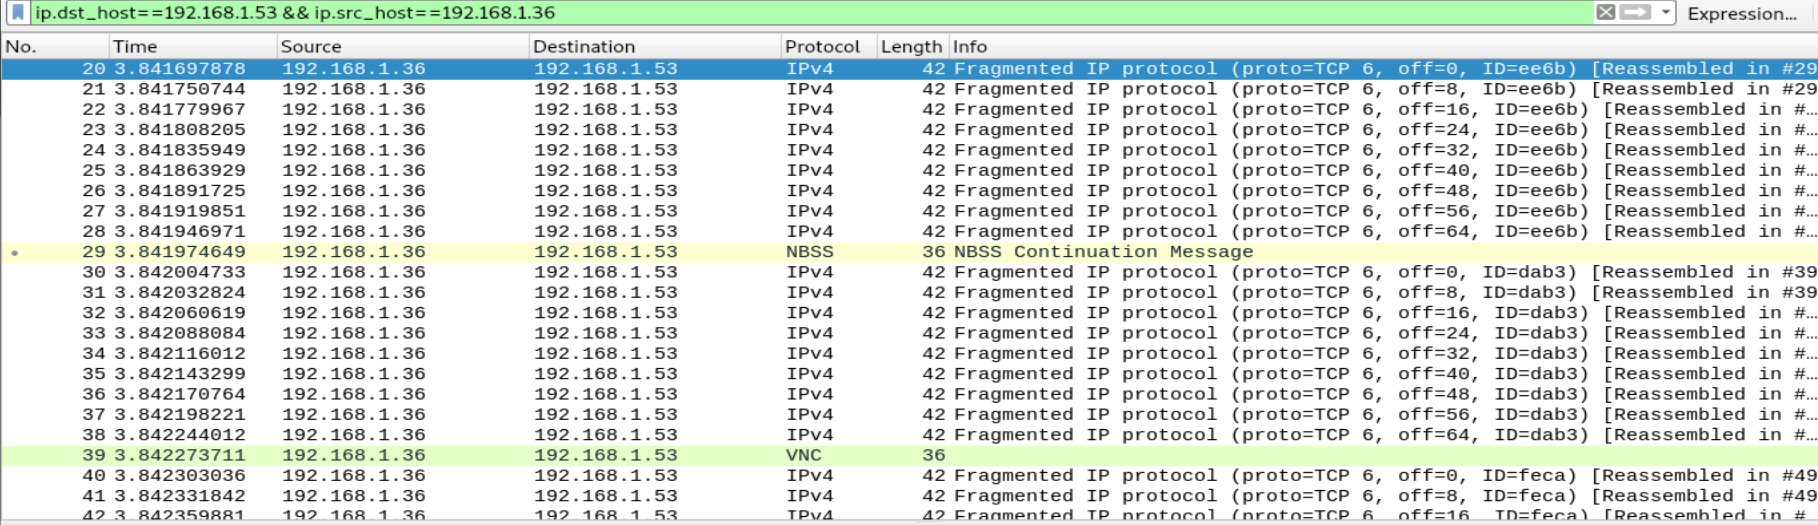 ip.dst_host==192.168.1.53 && ip.src_host==192.168.1.36 Expression...
No. Time Source Destination Protocol Length Info
20 3.841697878 192.168.1.36 192.168.1.53 IPv4 42 Fragmented IP protocol (proto=TCP 6, off=0, ID=ee6b) [Reassembled in #29
21 3.841750744 192.168.1.36 192.168.1.53 IPv4 42 Fragmented IP protocol (proto=TCP 6, off=8, ID=ee6b) [Reassembled in #29
22 3.841779967 192.168.1.36 192.168.1.53 IPv4 42 Fragmented IP protocol (proto=TCP 6, off=16, ID=ee6b) [Reassembled in #…
23 3.841808205 192.168.1.36 192.168.1.53 IPv4 42 Fragmented IP protocol (proto=TCP 6, off=24, ID=ee6b) [Reassembled in #…
24 3.841835949 192.168.1.36 192.168.1.53 IPv4 42 Fragmented IP protocol (proto=TCP 6, off=32, ID=ee6b) [Reassembled in #…
25 3.841863929 192.168.1.36 192.168.1.53 IPv4 42 Fragmented IP protocol (proto=TCP 6, off=40, ID=ee6b) [Reassembled in #…
26 3.841891725 192.168.1.36 192.168.1.53 IPv4 42 Fragmented IP protocol (proto=TCP 6, off=48, ID=ee6b) [Reassembled in #…
27 3.841919851 192.168.1.36 192.168.1.53 IPv4 42 Fragmented IP protocol (proto=TCP 6, off=56, ID=ee6b) [Reassembled in #…
28 3.841946971 192.168.1.36 192.168.1.53 IPv4 42 Fragmented IP protocol (proto=TCP 6, off=64, ID=ee6b) [Reassembled in #…
29 3.841974649 192.168.1.36 192.168.1.53 NBSS 36 NBSS Continuation Message
30 3.842004733 192.168.1.36 192.168.1.53 IPv4 42 Fragmented IP protocol (proto=TCP 6, off=0, ID=dab3) [Reassembled in #39
31 3.842032824 192.168.1.36 192.168.1.53 IPv4 42 Fragmented IP protocol (proto=TCP 6, off=8, ID=dab3) [Reassembled in #39
32 3.842060619 192.168.1.36 192.168.1.53 IPv4 42 Fragmented IP protocol (proto=TCP 6, off=16, ID=dab3) [Reassembled in #…
33 3.842088084 192.168.1.36 192.168.1.53 IPv4 42 Fragmented IP protocol (proto=TCP 6, off=24, ID=dab3) [Reassembled in #…
34 3.842116012 192.168.1.36 192.168.1.53 IPv4 42 Fragmented IP protocol (proto=TCP 6, off=32, ID=dab3) [Reassembled in #…
35 3.842143299 192.168.1.36 192.168.1.53 IPv4 42 Fragmented IP protocol (proto=TCP 6, off=40, ID=dab3) [Reassembled in #…
36 3.842170764 192.168.1.36 192.168.1.53 IPv4 42 Fragmented IP protocol (proto=TCP 6, off=48, ID=dab3) [Reassembled in #…
37 3.842198221 192.168.1.36 192.168.1.53 IPv4 42 Fragmented IP protocol (proto=TCP 6, off=56, ID=dab3) [Reassembled in #…
38 3.842244012 192.168.1.36 192.168.1.53 IPv4 42 Fragmented IP protocol (proto=TCP 6, off=64, ID=dab3) [Reassembled in #…
39 3.842273711 192.168.1.36 192.168.1.53 VNC 36
40 3.842303036 192.168.1.36 192.168.1.53 IPv4 42 Fragmented IP protocol (proto=TCP 6, off=0, ID=feca) [Reassembled in #49
41 3.842331842 192.168.1.36 192.168.1.53 IPv4 42 Fragmented IP protocol (proto=TCP 6, off=8, ID=feca) [Reassembled in #49
42 3.842359881 192.168.1.36 192.168.1.53 IPv4 42 Fragmented IP protocol (proto=TCP 6, off=16, ID=feca) [Reassembled in #